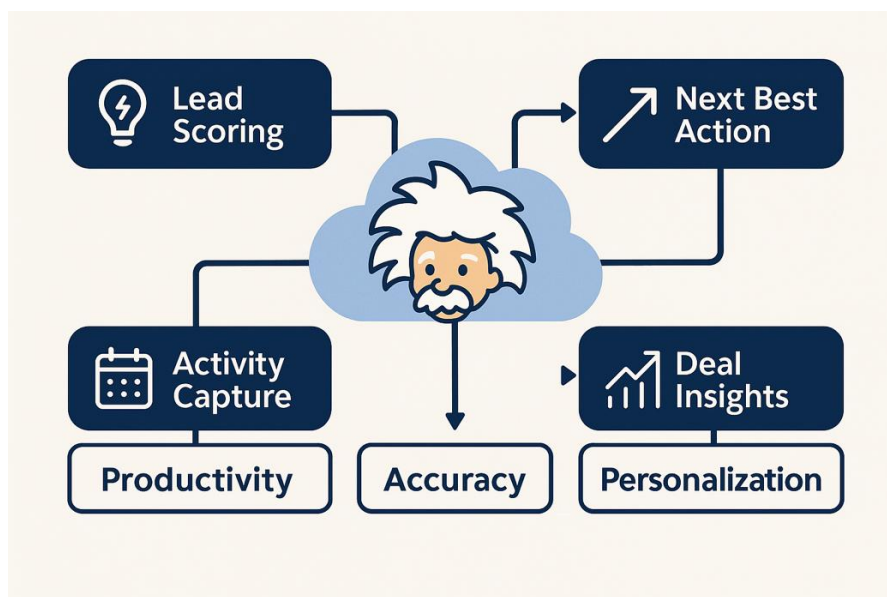 Lead
Scoring
Next Best
Action
Activity
Capture
Deal
Insights
Productivity
Accuracy
Personalization